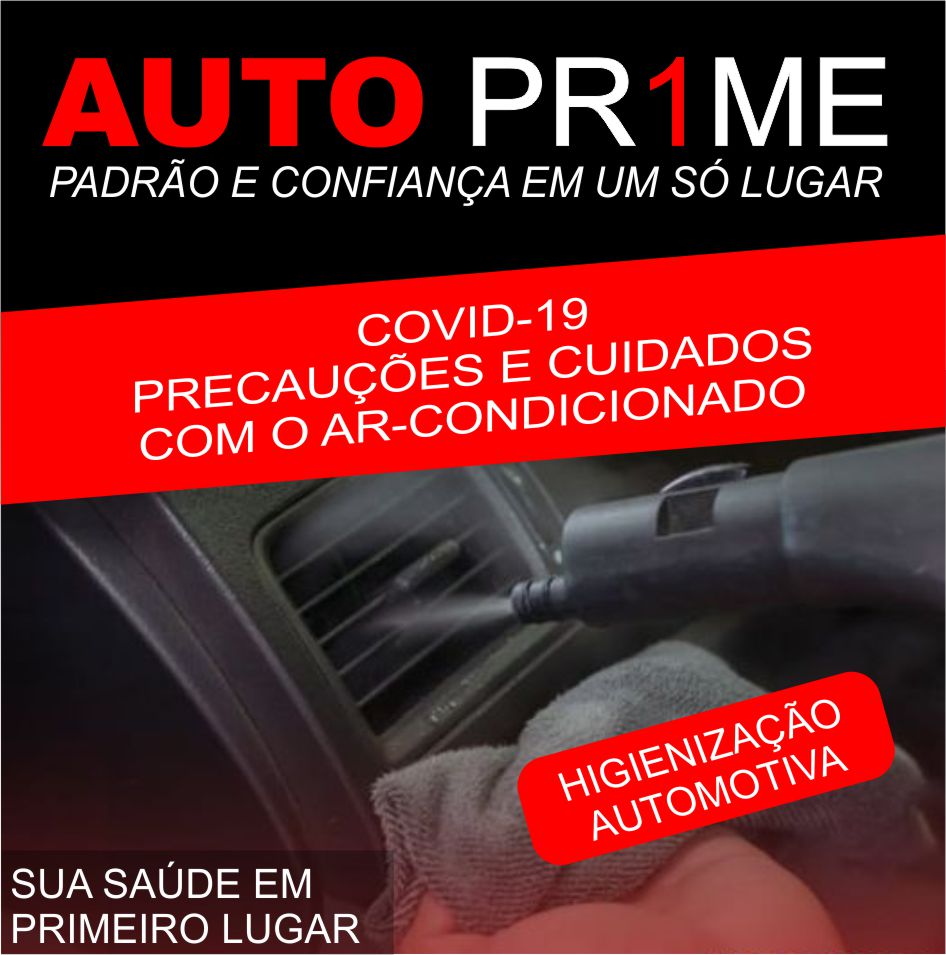 AUTO PR1ME
PADRÃO E CONFIANÇA EM UM SÓ LUGAR
COVID-19
PRECAUÇÕES E CUIDADOS
COM O AR-CONDICIONADO
HIGIENIZAÇÃO
AUTOMOTIVA
SUA SAÚDE EM
PRIMEIRO LUGAR